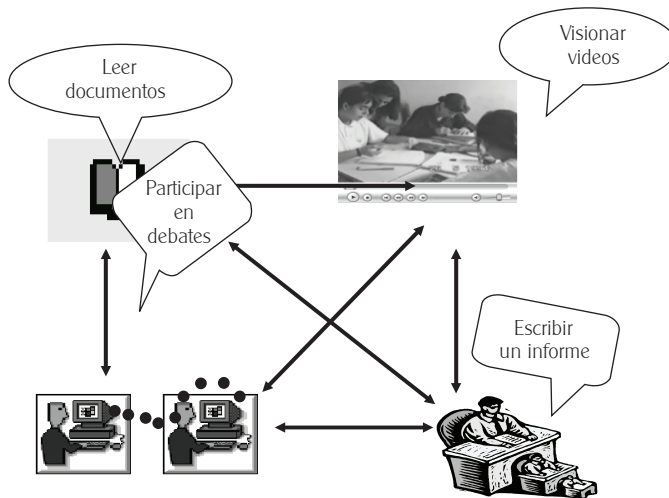 Leer
documentos
Visionar
videos
Participar
en
debates
Escribir
un informe